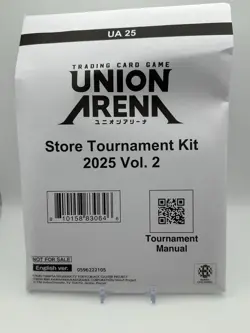 UA 25
TRADING CARD GAME
UNION
ARENA
ユニオンアリーナ
Store Tournament Kit
2025 Vol. 2
Tournament
Manual
NOT FOR SALE
English ver.